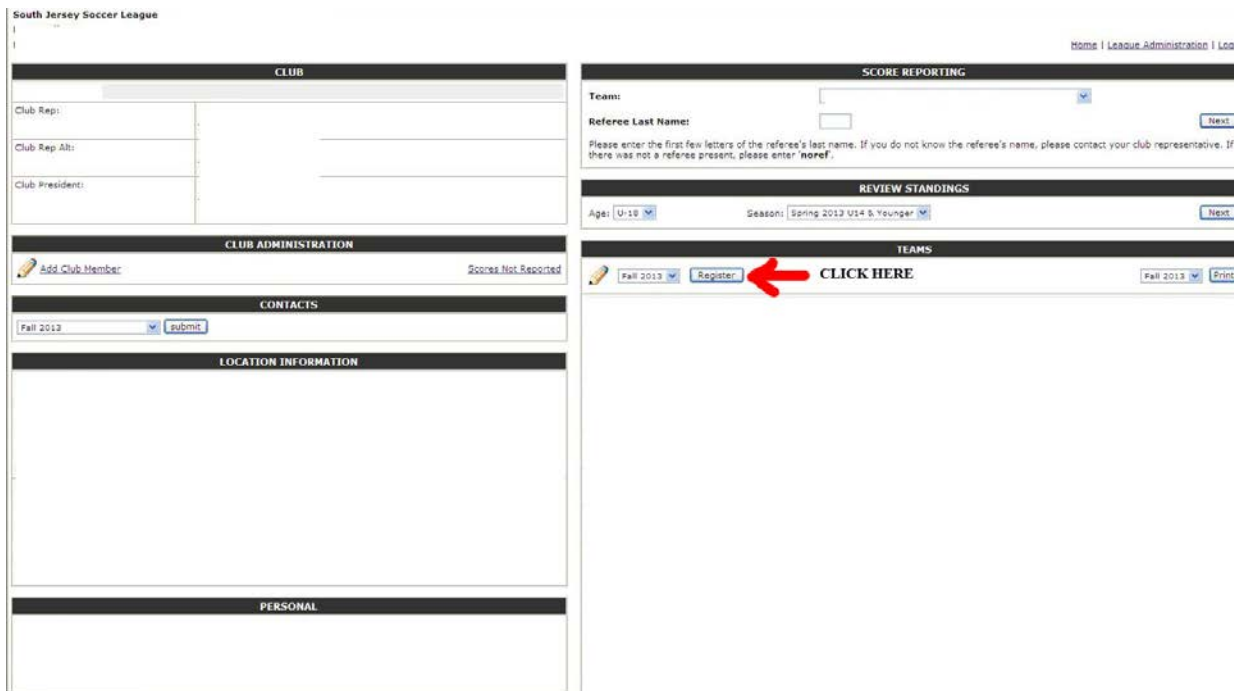 South Jersey Soccer League
Home | League Administration | Log
CLUB
Club Rep:
Club Rep Alt:
Club President:
CLUB ADMINISTRATION
Add Club Member Scores Not Reported
CONTACTS
Fall 2013 submit
LOCATION INFORMATION
PERSONAL
SCORE REPORTING
Team:
Referee Last Name: Next
Please enter the first few letters of the referee's last name. If you do not know the referee's name, please contact your club representative. If
there was not a referee present, please enter 'noref'.
REVIEW STANDINGS
Age: U-18 Season: Spring 2013 U14 & Younger Next
TEAMS
Fall 2013 Register CLICK HERE Fall 2013 Print